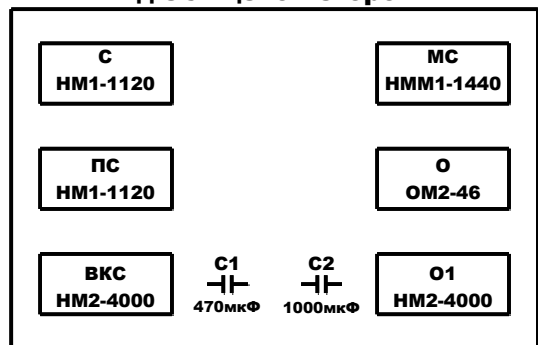 С
НМ1-1120
МС
НММ1-1440
ПС
НМ1-1120
О
ОМ2-46
ВКС
НМ2-4000
С1
470мкФ
С2
1000мкФ
О1
НМ2-4000